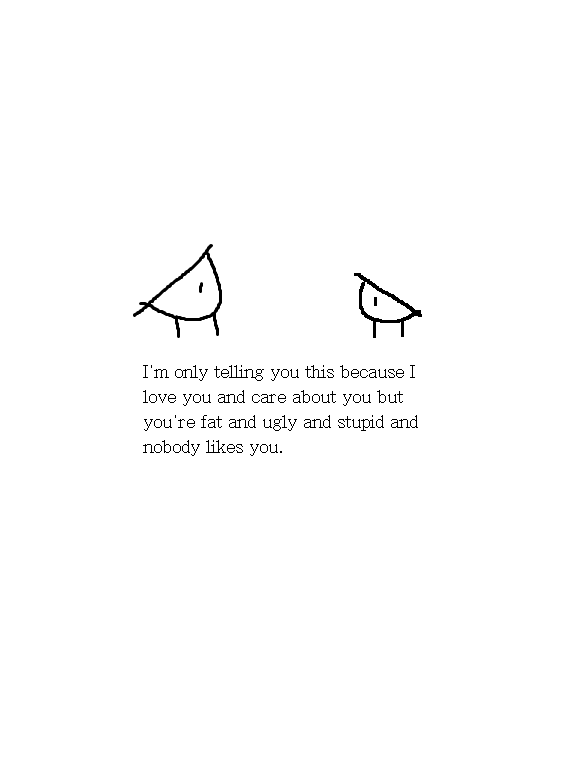 I'm only telling you this because I
love you and care about you but
you're fat and ugly and stupid and
nobody likes you.